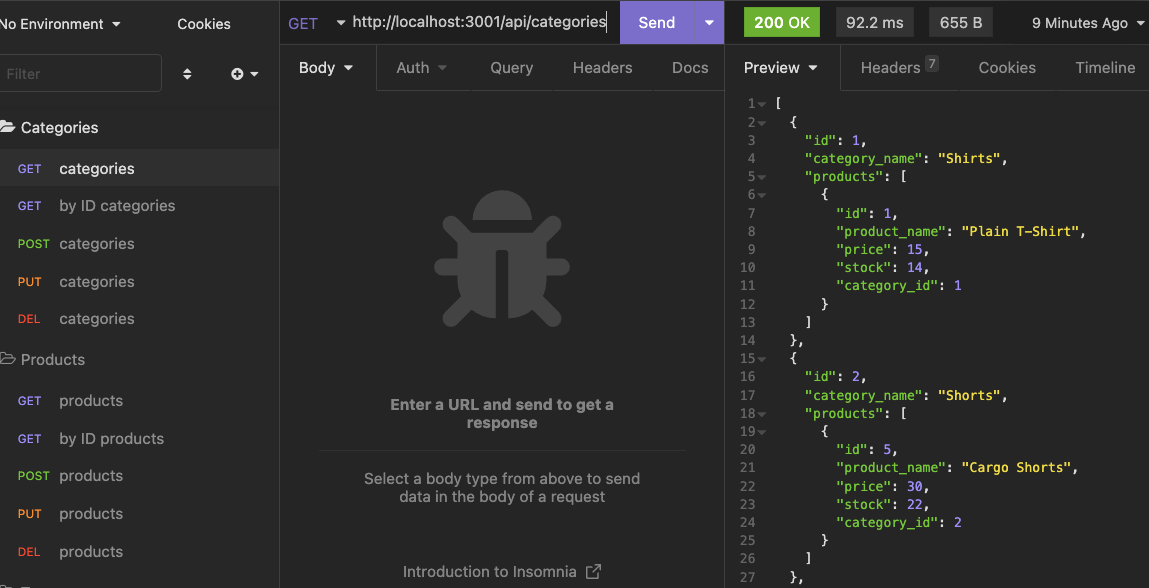 No Environment
Cookies
Filter
Categories
GET categories
GET by ID categories
POST categories
PUT categories
DEL categories
Products
GET products
GET by ID products
POST products
PUT products
DEL products
GET http://localhost:3001/api/categories Send
Body Auth Query Headers Docs
Enter a URL and send to get a
response
Select a body type from above to send
data in the body of a request
Introduction to Insomnia
200 OK 92.2 ms 655 B 9 Minutes Ago
Preview Headers 7 Cookies Timeline
1 [
2 {
3 "id": 1,
4 "category_name": "Shirts",
5 "products": [
6 {
7 "id": 1,
8 "product_name": "Plain T-Shirt",
9 "price": 15,
10 "stock": 14,
11 "category_id": 1
12 }
13 ]
14 },
15 {
16 "id": 2,
17 "category_name": "Shorts",
18 "products": [
19 {
20 "id": 5,
21 "product_name": "Cargo Shorts",
22 "price": 30,
23 "stock": 22,
24 "category_id": 2
25 }
26 ]
27 },